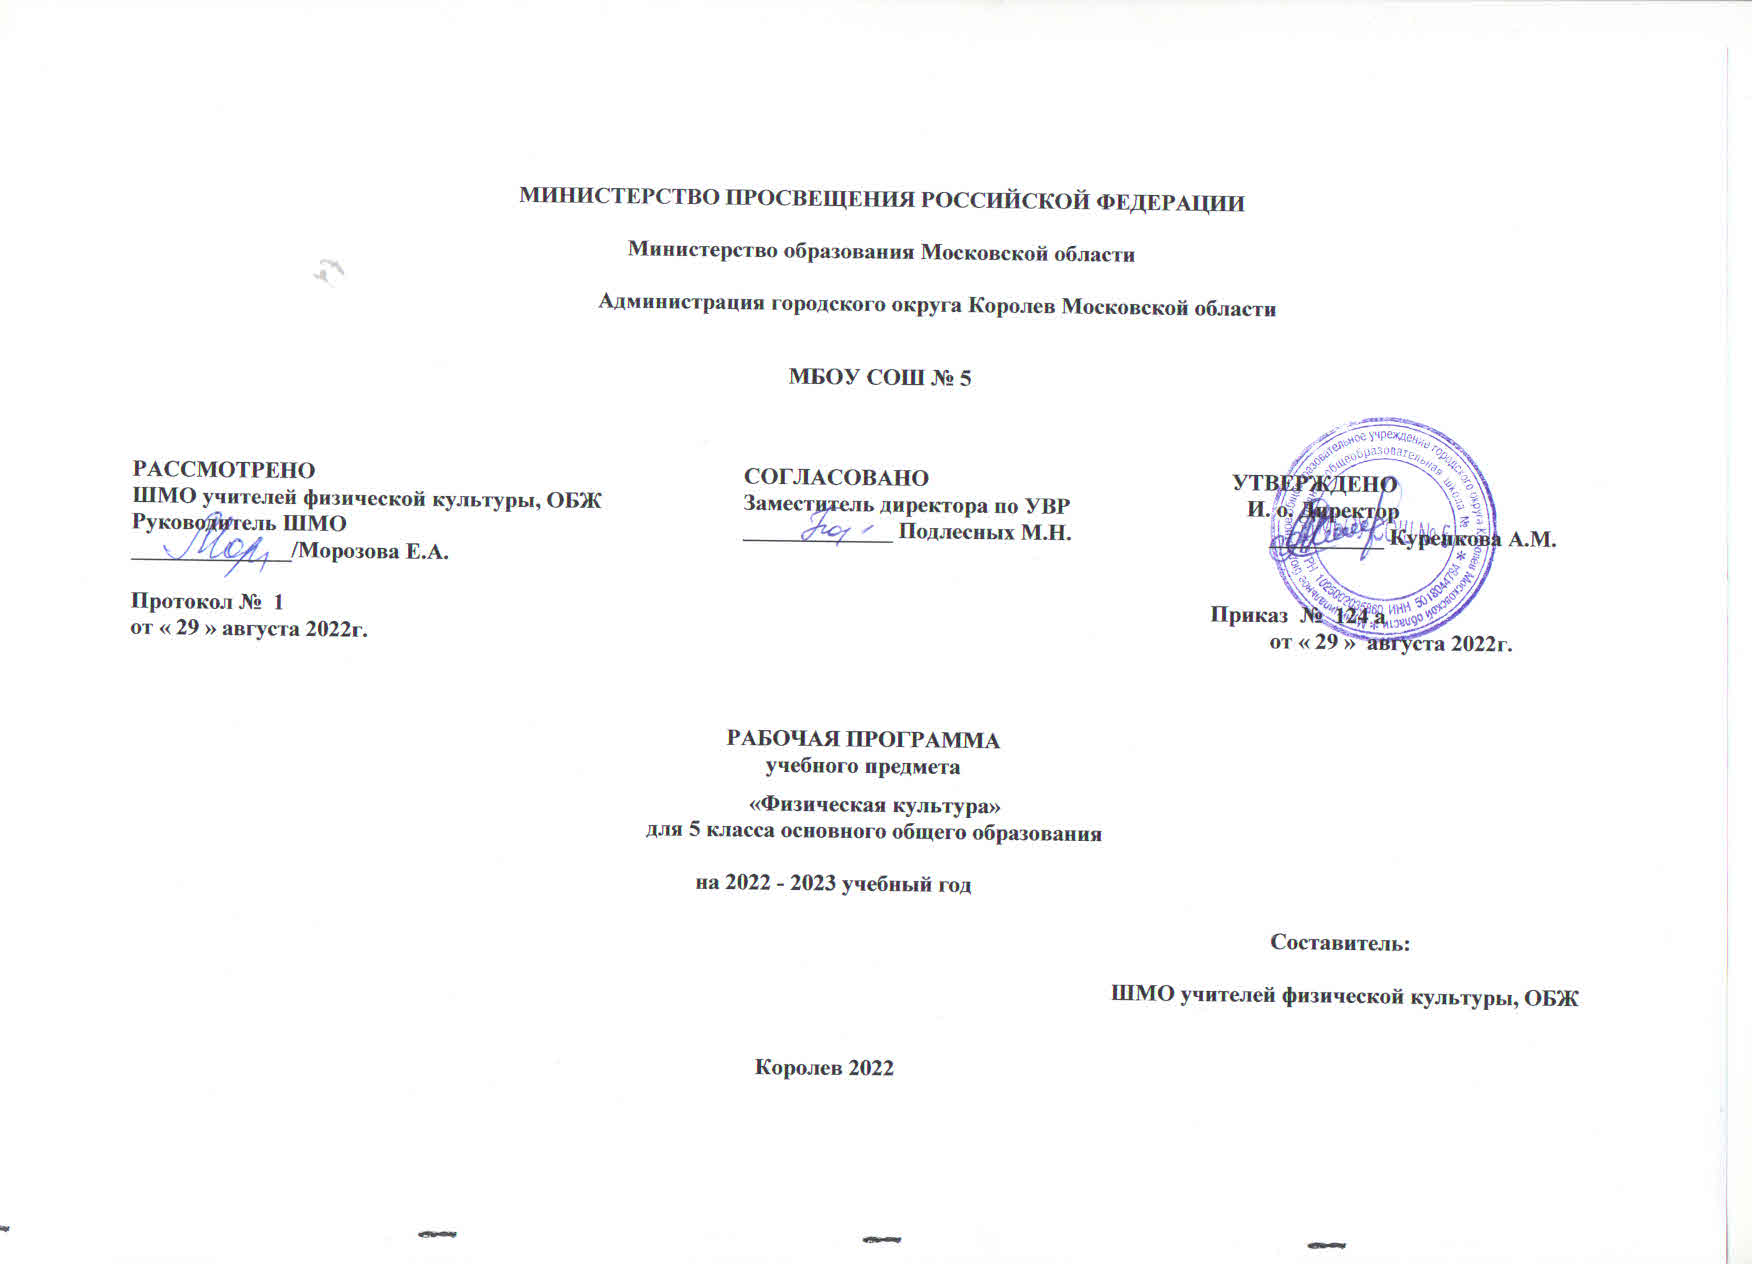 МИНИСТЕРСТВО ПРОСВЕЩЕНИЯ РОССИЙСКОЙ ФЕДЕРАЦИИ
Министерство образования Московской области
Администрация городского округа Королев Московской области
МБОУ СОШ № 5
РАССМОТРЕНО
ШМО учителей физической культуры, ОБЖ
Руководитель ШМО
/Морозова Е.А.
Протокол № 1
от « 29 » августа 2022г.
СОГЛАСОВАНО
Заместитель директора по УВР
Подлесных М.Н.
УТВЕРЖДЕНО
И. о. Директор
Курепкова А.М.
Приказ № 124 а
от « 29 » августа 2022г.
РАБОЧАЯ ПРОГРАММА
учебного предмета
«Физическая культура»
для 5 класса основного общего образования
на 2022 - 2023 учебный год
Составитель:
ШМО учителей физической культуры, ОБЖ
Королев 2022